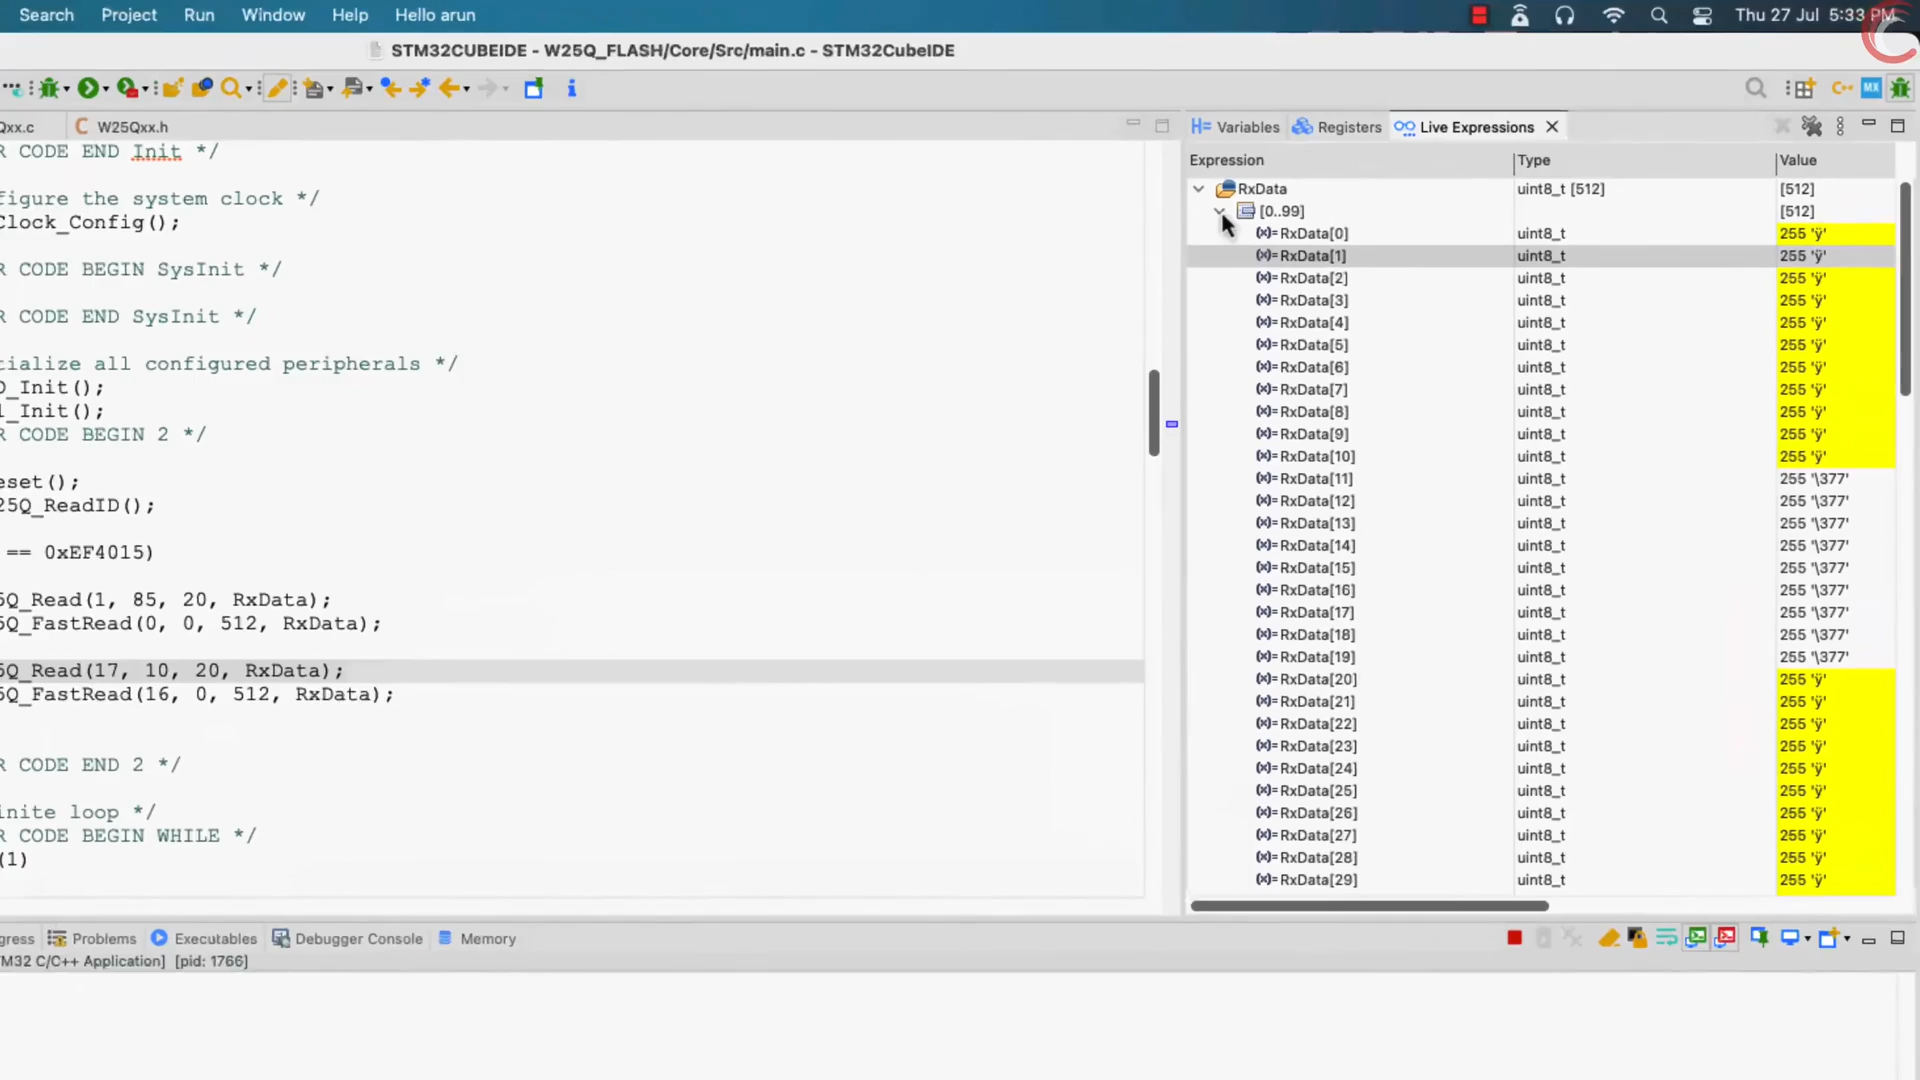 Search Project Run Window Help Hello arun Thu 27 Jul 5:33 PM
STM32CUBEIDE - W25Q_FLASH/Core/Src/main.c - STM32CubeIDE
MX
Qxx.c W25Qxx.h
Variables Registers Live Expressions
R CODE END Init */
figure the system clock */
Clock_Config();
R CODE BEGIN SysInit */
R CODE END SysInit */
tialize all configured peripherals */
O_Init();
1_Init();
R CODE BEGIN 2 */
eset();
25Q_ReadID();
== 0xEF4015)
5Q_Read(1, 85, 20, RxData);
5Q_FastRead(0, 0, 512, RxData);
5Q_Read(17, 10, 20, RxData);
5Q_FastRead(16, 0, 512, RxData);
R CODE END 2 */
inite loop */
R CODE BEGIN WHILE */
(1)
Expression Type Value
RxData uint8_t [512] [512]
[0..99] [512]
RxData[0] uint8_t 255 'ÿ'
RxData[1] uint8_t 255 'ÿ'
RxData[2] uint8_t 255 'ÿ'
RxData[3] uint8_t 255 'ÿ'
RxData[4] uint8_t 255 'ÿ'
RxData[5] uint8_t 255 'ÿ'
RxData[6] uint8_t 255 'ÿ'
RxData[7] uint8_t 255 'ÿ'
RxData[8] uint8_t 255 'ÿ'
RxData[9] uint8_t 255 'ÿ'
RxData[10] uint8_t 255 'ÿ'
RxData[11] uint8_t 255 '\377'
RxData[12] uint8_t 255 '\377'
RxData[13] uint8_t 255 '\377'
RxData[14] uint8_t 255 '\377'
RxData[15] uint8_t 255 '\377'
RxData[16] uint8_t 255 '\377'
RxData[17] uint8_t 255 '\377'
RxData[18] uint8_t 255 '\377'
RxData[19] uint8_t 255 '\377'
RxData[20] uint8_t 255 'ÿ'
RxData[21] uint8_t 255 'ÿ'
RxData[22] uint8_t 255 'ÿ'
RxData[23] uint8_t 255 'ÿ'
RxData[24] uint8_t 255 'ÿ'
RxData[25] uint8_t 255 'ÿ'
RxData[26] uint8_t 255 'ÿ'
RxData[27] uint8_t 255 'ÿ'
RxData[28] uint8_t 255 'ÿ'
RxData[29] uint8_t 255 'ÿ'
gress Problems Executables Debugger Console Memory
M32 C/C++ Application] [pid: 1766]